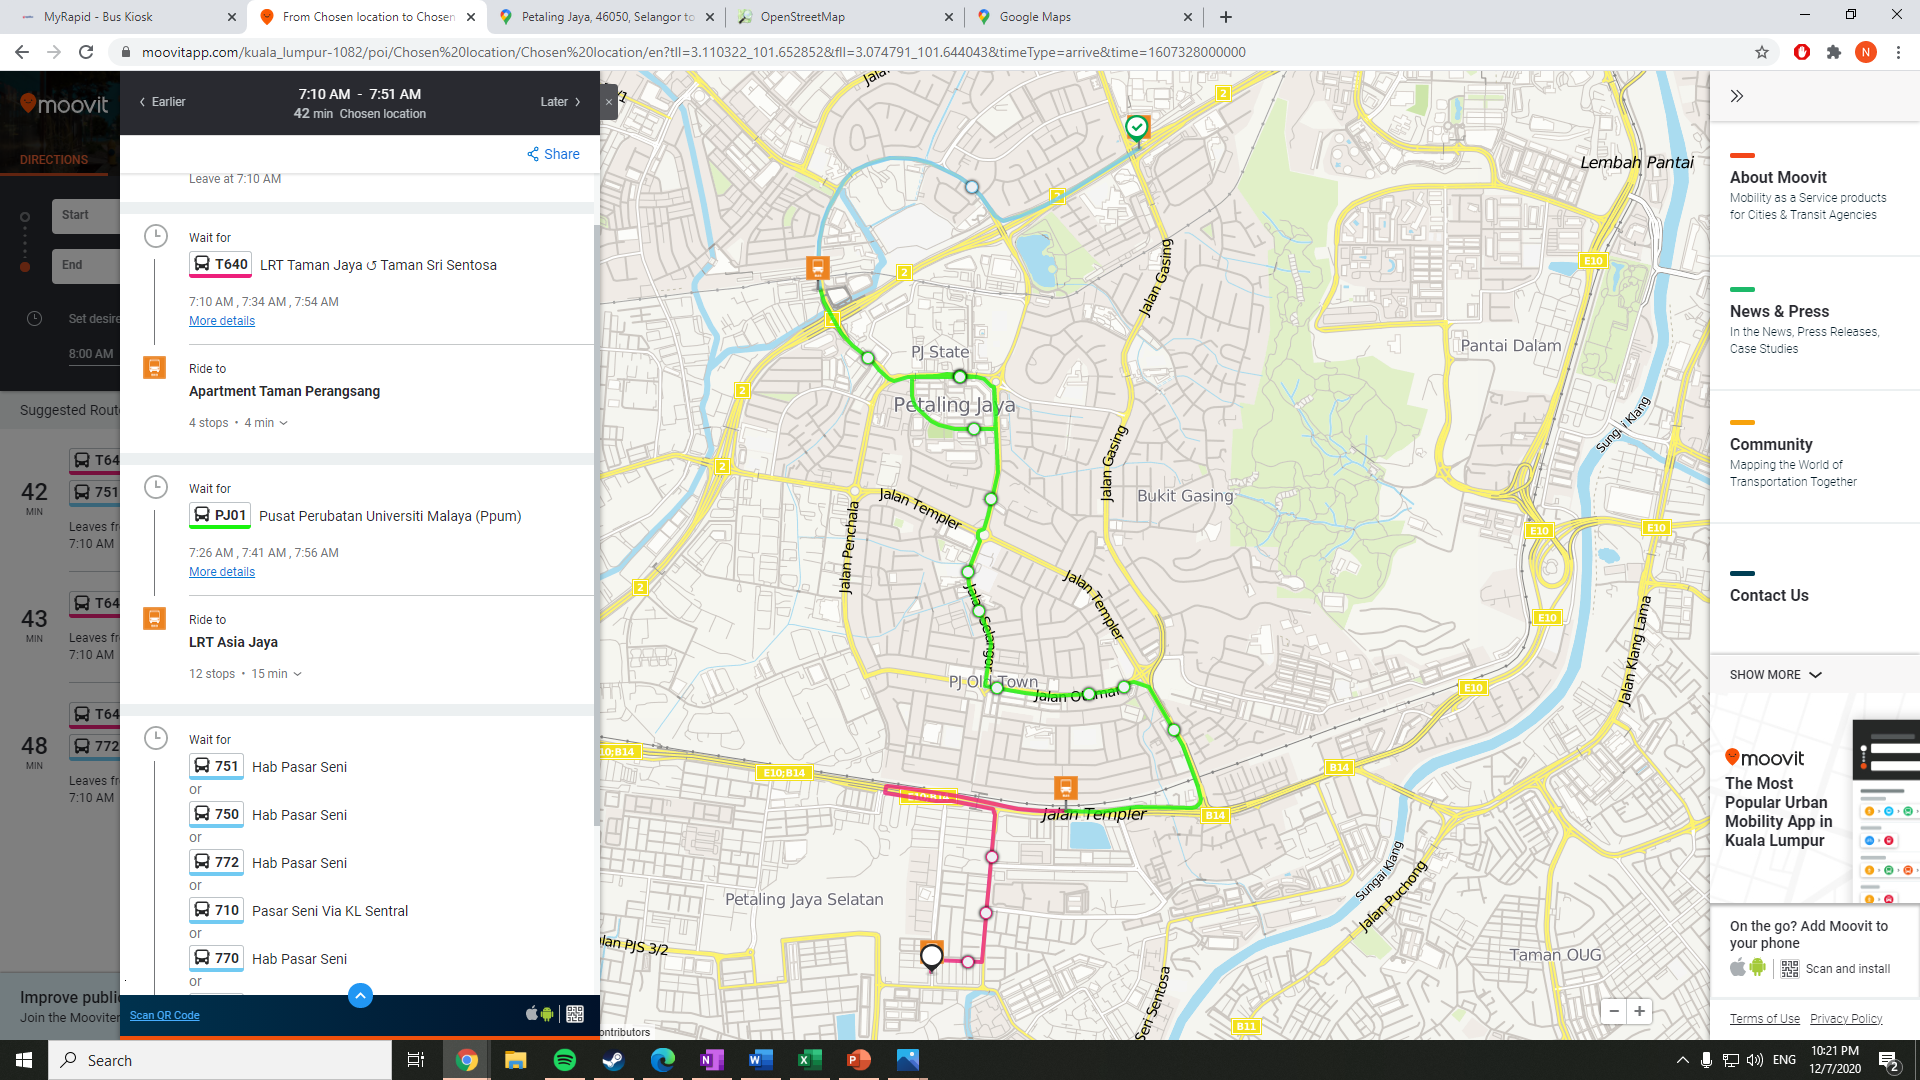 MyRapid - Bus Kiosk
From Chosen location to Chosen
Petaling Jaya, 46050, Selangor to
OpenStreetMap
Google Maps
moovitapp.com/kuala_lumpur-1082/poi/Chosen%20location/Chosen%20location/en?tll=3.110322_101.652852&fll=3.074791_101.644043&timeType=arrive&time=1607328000000
N
moovit
DIRECTIONS
Start
End
Set desire
8:00 AM
Suggested Rout
42
MIN
T64
751
Leaves fr
7:10 AM
43
MIN
T64
Leaves fr
7:10 AM
48
MIN
T64
772
Leaves fr
7:10 AM
Improve publi
Join the Mooviter
Earlier
7:10 AM - 7:51 AM
42 min Chosen location
Later
Share
Leave at 7:10 AM
Wait for
T640 LRT Taman Jaya ↺ Taman Sri Sentosa
7:10 AM , 7:34 AM , 7:54 AM
More details
Ride to
Apartment Taman Perangsang
4 stops • 4 min
Wait for
PJ01 Pusat Perubatan Universiti Malaya (Ppum)
7:26 AM , 7:41 AM , 7:56 AM
More details
Ride to
LRT Asia Jaya
12 stops • 15 min
Wait for
751 Hab Pasar Seni
or
750 Hab Pasar Seni
or
772 Hab Pasar Seni
or
710 Pasar Seni Via KL Sentral
or
770 Hab Pasar Seni
or
Scan QR Code
2
2
Lembah Pantai
2
2
E10
Jalan Gasing
PJ State
Petaling Jaya
Pantai Dalam
2
Sungai Klang
Jalan Gasing
2
Jalan Templer
Bukit Gasing
Jalan Penchala
E10
E10
2
Jalan Templer
E10
Jalan Klang Lama
Jalan Selangor
PJ Old Town
Jalan Othman
E10
10;B14
E10;B14
B14
Jalan Templer
B14
Sungai Klang
Jalan Puchong
Petaling Jaya Selatan
lan PJS 3/2
Taman OUG
Seri Sentosa
B11
ontributors
About Moovit
Mobility as a Service products
for Cities & Transit Agencies
News & Press
In the News, Press Releases,
Case Studies
Community
Mapping the World of
Transportation Together
Contact Us
SHOW MORE
moovit
The Most
Popular Urban
Mobility App in
Kuala Lumpur
On the go? Add Moovit to
your phone
Scan and install
Terms of Use Privacy Policy
Search
ENG
10:21 PM
12/7/2020
2